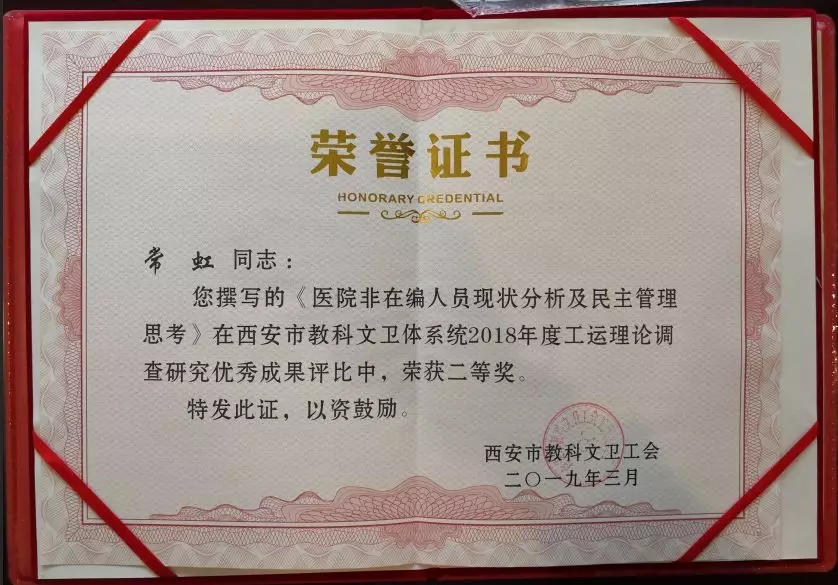 荣誉证书
HONORARY CREDENTIAL
常 虹 同志：
您撰写的《医院非在编人员现状分析及民主管理
思考》在西安市教科文卫体系统2018年度工运理论调
查研究优秀成果评比中，荣获二等奖。
特发此证，以资鼓励。
西安市教科文卫工会
二〇一九年三月